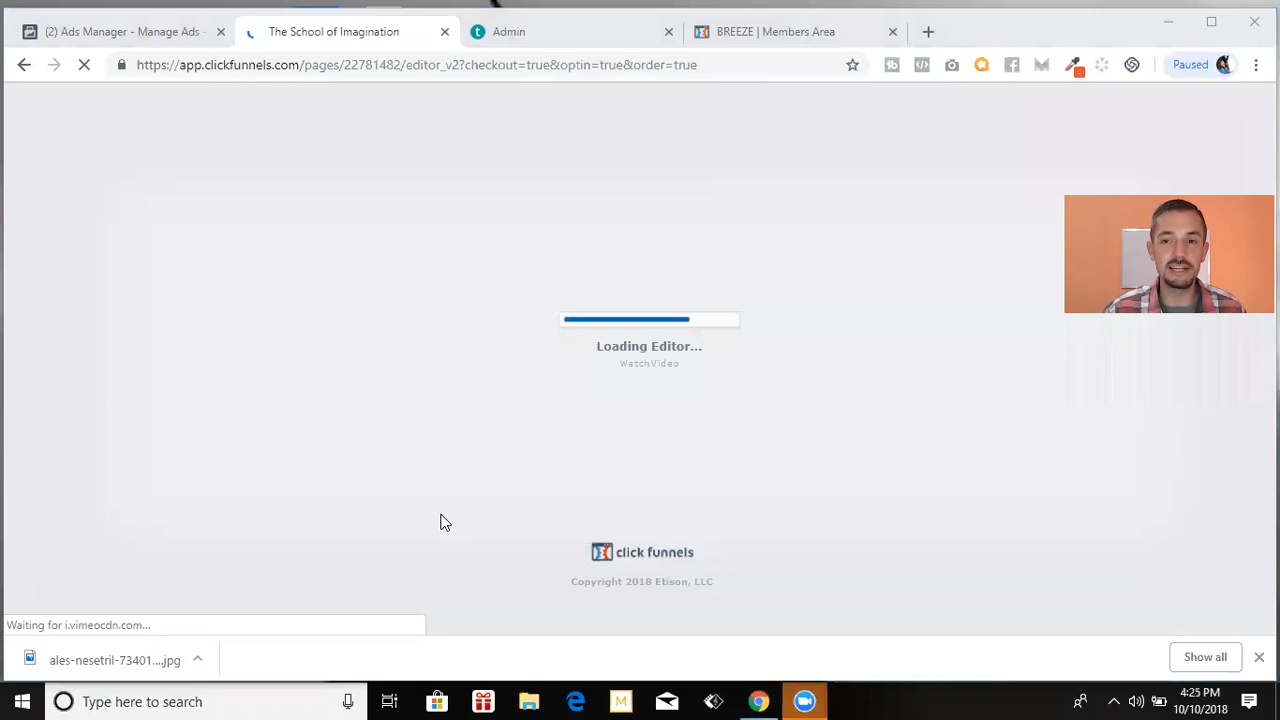 (2) Ads Manager - Manage Ads
The School of Imagination
Admin
BREEZE | Members Area
https://app.clickfunnels.com/pages/22781482/editor_v2?checkout=true&optin=true&order=true
Paused
Loading Editor...
WatchVideo
click funnels
Copyright 2018 Etison, LLC
Waiting for i.vimeocdn.com...
ales-nesetril-73401....jpg
Show all
Type here to search
4:25 PM
10/10/2018